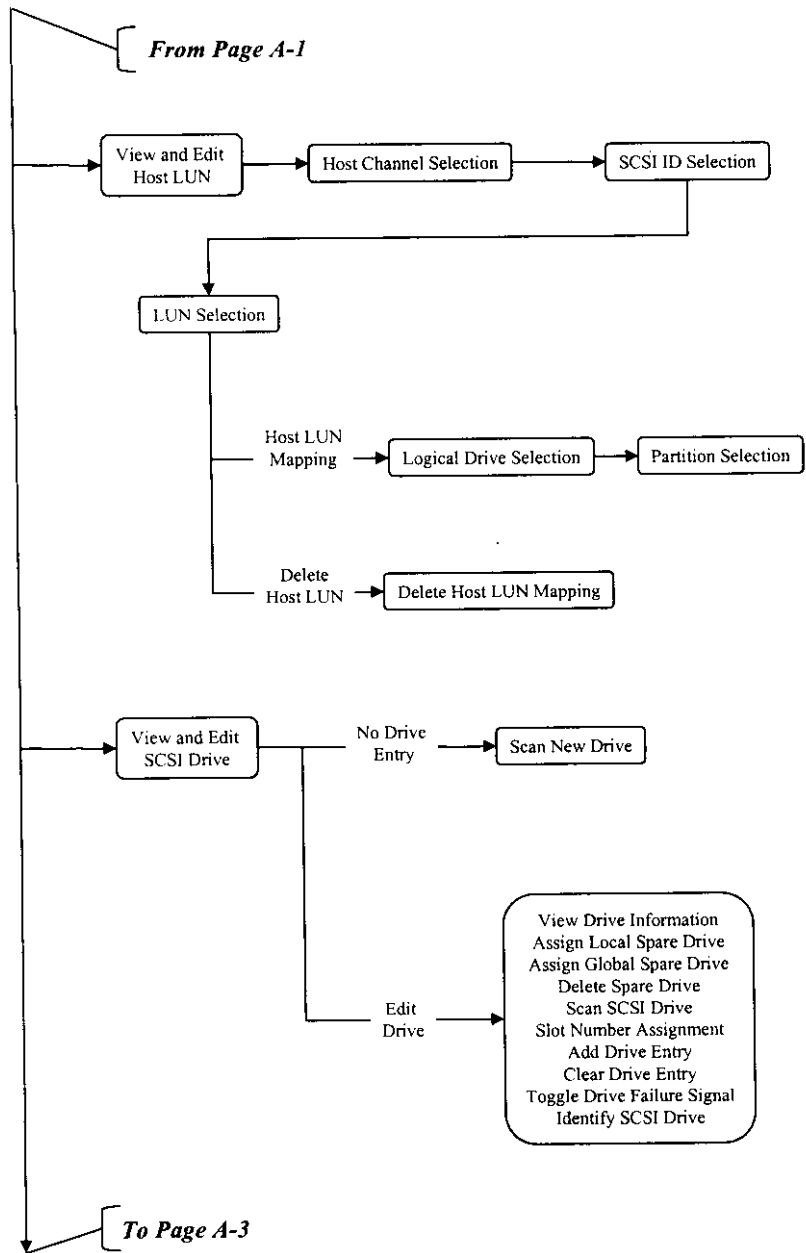 From Page A-1
View and Edit
Host LUN
Host Channel Selection
SCSI ID Selection
LUN Selection
Host LUN
Mapping
Logical Drive Selection
Partition Selection
Delete
Host LUN
Delete Host LUN Mapping
View and Edit
SCSI Drive
No Drive
Entry
Scan New Drive
Edit
Drive
View Drive Information
Assign Local Spare Drive
Assign Global Spare Drive
Delete Spare Drive
Scan SCSI Drive
Slot Number Assignment
Add Drive Entry
Clear Drive Entry
Toggle Drive Failure Signal
Identify SCSI Drive
To Page A-3